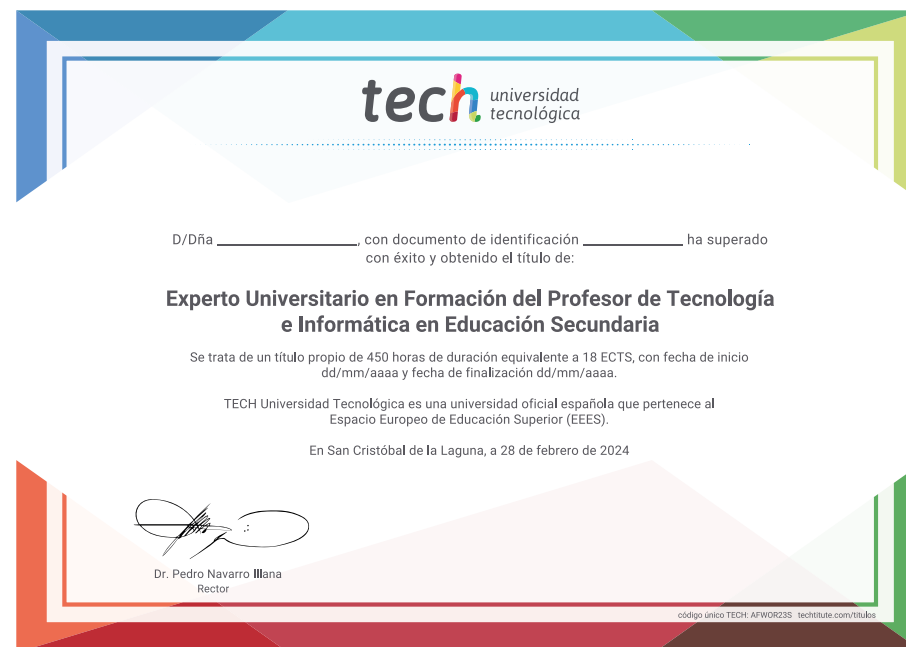 tech universidad
tecnológica
D/Dña ______________, con documento de identificación __________ ha superado
con éxito y obtenido el título de:
Experto Universitario en Formación del Profesor de Tecnología
e Informática en Educación Secundaria
Se trata de un título propio de 450 horas de duración equivalente a 18 ECTS, con fecha de inicio
dd/mm/aaaa y fecha de finalización dd/mm/aaaa.
TECH Universidad Tecnológica es una universidad oficial española que pertenece al
Espacio Europeo de Educación Superior (EEES).
En San Cristóbal de la Laguna, a 28 de febrero de 2024
Dr. Pedro Navarro Illana
Rector
código único TECH: AFWOR23S techtitute.com/titulos